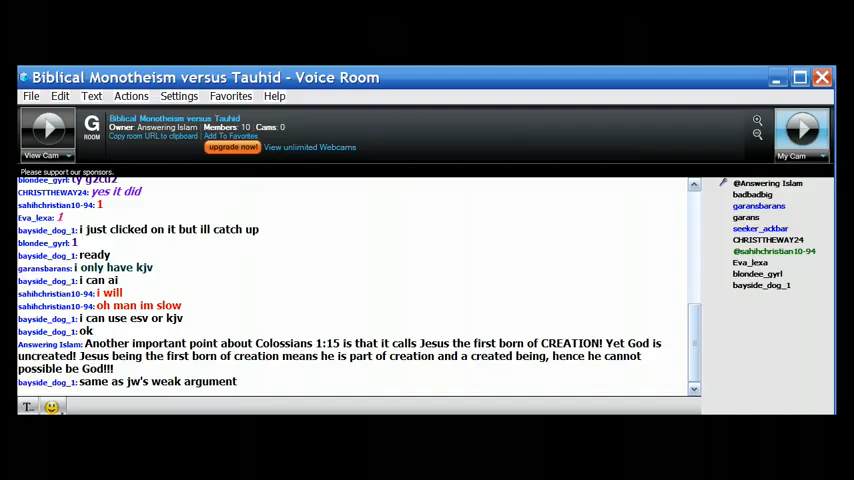 Biblical Monotheism versus Tauhid - Voice Room
File Edit Text Actions Settings Favorites Help
View Cam
G ROOM
Biblical Monotheism versus Tauhid
Owner: Answering Islam Members: 10 Cams: 0
Copy room URL to clipboard Add To Favorites
upgrade now! View unlimited Webcams
My Cam
Please support our sponsors.
blondee_gyrl: ty g2cu2
CHRISTTHEWAY24: yes it did
sahihchristian10-94: 1
Eva_lexa: 1
bayside_dog_1: i just clicked on it but ill catch up
blondee_gyrl: 1
bayside_dog_1: ready
garansbarans: i only have kjv
bayside_dog_1: i can ai
sahihchristian10-94: i will
sahihchristian10-94: oh man im slow
bayside_dog_1: i can use esv or kjv
bayside_dog_1: ok
Answering Islam: Another important point about Colossians 1:15 is that it calls Jesus the first born of CREATION! Yet God is
uncreated! Jesus being the first born of creation means he is part of creation and a created being, hence he cannot
possible be God!!!
bayside_dog_1: same as jw's weak argument
@Answering Islam
badbadbig
garansbarans
garans
seeker_ackbar
CHRISTTHEWAY24
@sahihchristian10-94
Eva_lexa
blondee_gyrl
bayside_dog_1
T...